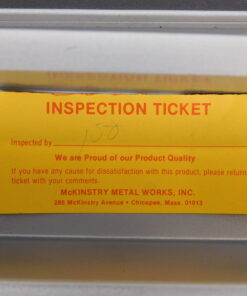 INSPECTION TICKET
Inspected by
We are Proud of our Product Quality
If you have any cause for dissatisfaction with this product, please return
ticket with your comments.
McKINSTRY METAL WORKS, INC.
285 McKinstry Avenue • Chicopee, Mass. 01013